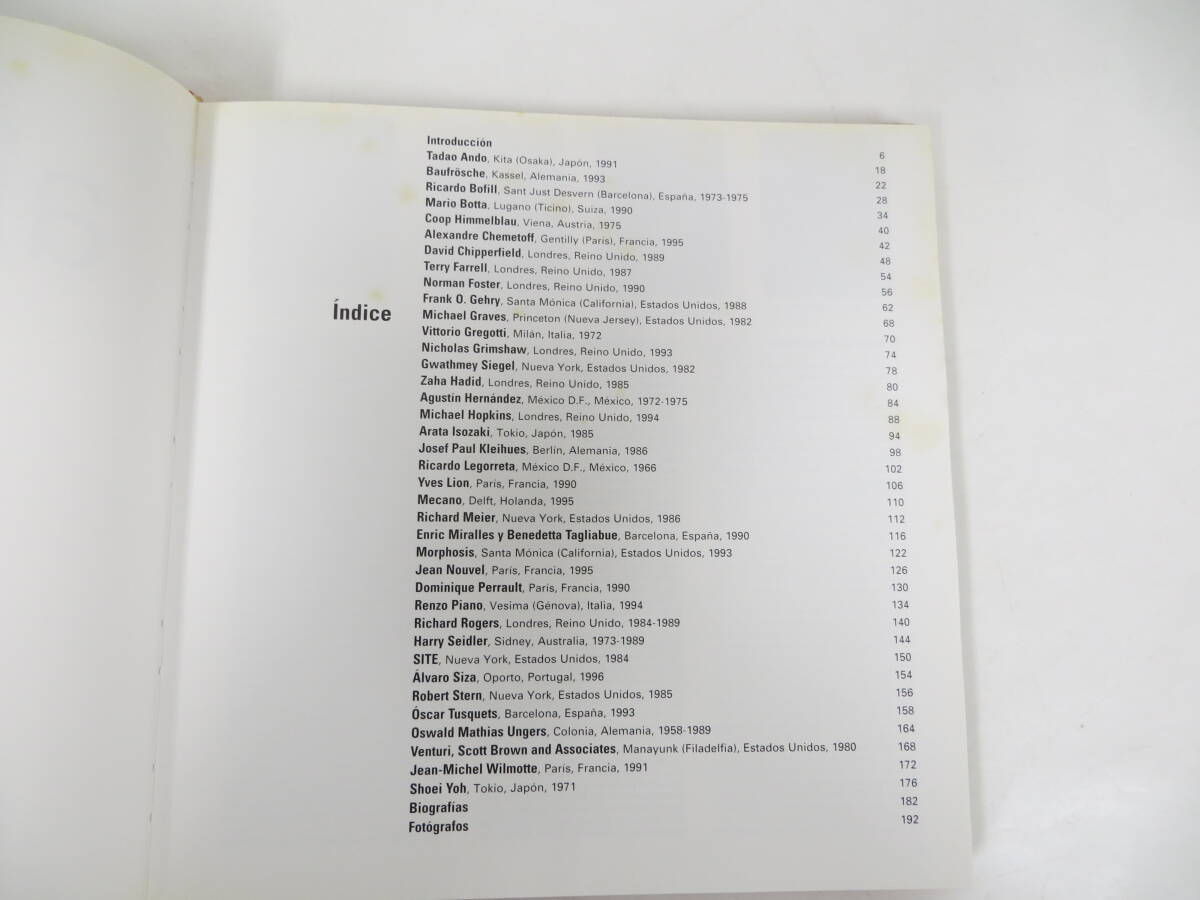 Índice
Introducción 6
Tadao Ando, Kita (Osaka), Japón, 1991 18
Baufrösche, Kassel, Alemania, 1993 22
Ricardo Bofill, Sant Just Desvern (Barcelona), España, 1973-1975 28
Mario Botta, Lugano (Ticino), Suiza, 1990 34
Coop Himmelblau, Viena, Austria, 1975 40
Alexandre Chemetoff, Gentilly (París), Francia, 1995 42
David Chipperfield, Londres, Reino Unido, 1989 48
Terry Farrell, Londres, Reino Unido, 1987 54
Norman Foster, Londres, Reino Unido, 1990 56
Frank O. Gehry, Santa Mónica (California), Estados Unidos, 1988 62
Michael Graves, Princeton (Nueva Jersey), Estados Unidos, 1982 68
Vittorio Gregotti, Milán, Italia, 1972 70
Nicholas Grimshaw, Londres, Reino Unido, 1993 74
Gwathmey Siegel, Nueva York, Estados Unidos, 1982 78
Zaha Hadid, Londres, Reino Unido, 1985 80
Agustín Hernández, México D.F., México, 1972-1975 84
Michael Hopkins, Londres, Reino Unido, 1994 88
Arata Isozaki, Tokio, Japón, 1985 94
Josef Paul Kleihues, Berlín, Alemania, 1986 98
Ricardo Legorreta, México D.F., México, 1966 102
Yves Lion, París, Francia, 1990 106
Mecano, Delft, Holanda, 1995 110
Richard Meier, Nueva York, Estados Unidos, 1986 112
Enric Miralles y Benedetta Tagliabue, Barcelona, España, 1990 116
Morphosis, Santa Mónica (California), Estados Unidos, 1993 122
Jean Nouvel, París, Francia, 1995 126
Dominique Perrault, París, Francia, 1990 130
Renzo Piano, Vesima (Génova), Italia, 1994 134
Richard Rogers, Londres, Reino Unido, 1984-1989 140
Harry Seidler, Sidney, Australia, 1973-1989 144
SITE, Nueva York, Estados Unidos, 1984 150
Álvaro Siza, Oporto, Portugal, 1996 154
Robert Stern, Nueva York, Estados Unidos, 1985 156
Óscar Tusquets, Barcelona, España, 1993 158
Oswald Mathias Ungers, Colonia, Alemania, 1958-1989 164
Venturi, Scott Brown and Associates, Manayunk (Filadelfia), Estados Unidos, 1980 168
Jean-Michel Wilmotte, París, Francia, 1991 172
Shoei Yoh, Tokio, Japón, 1971 176
Biografías 182
Fotógrafos 192